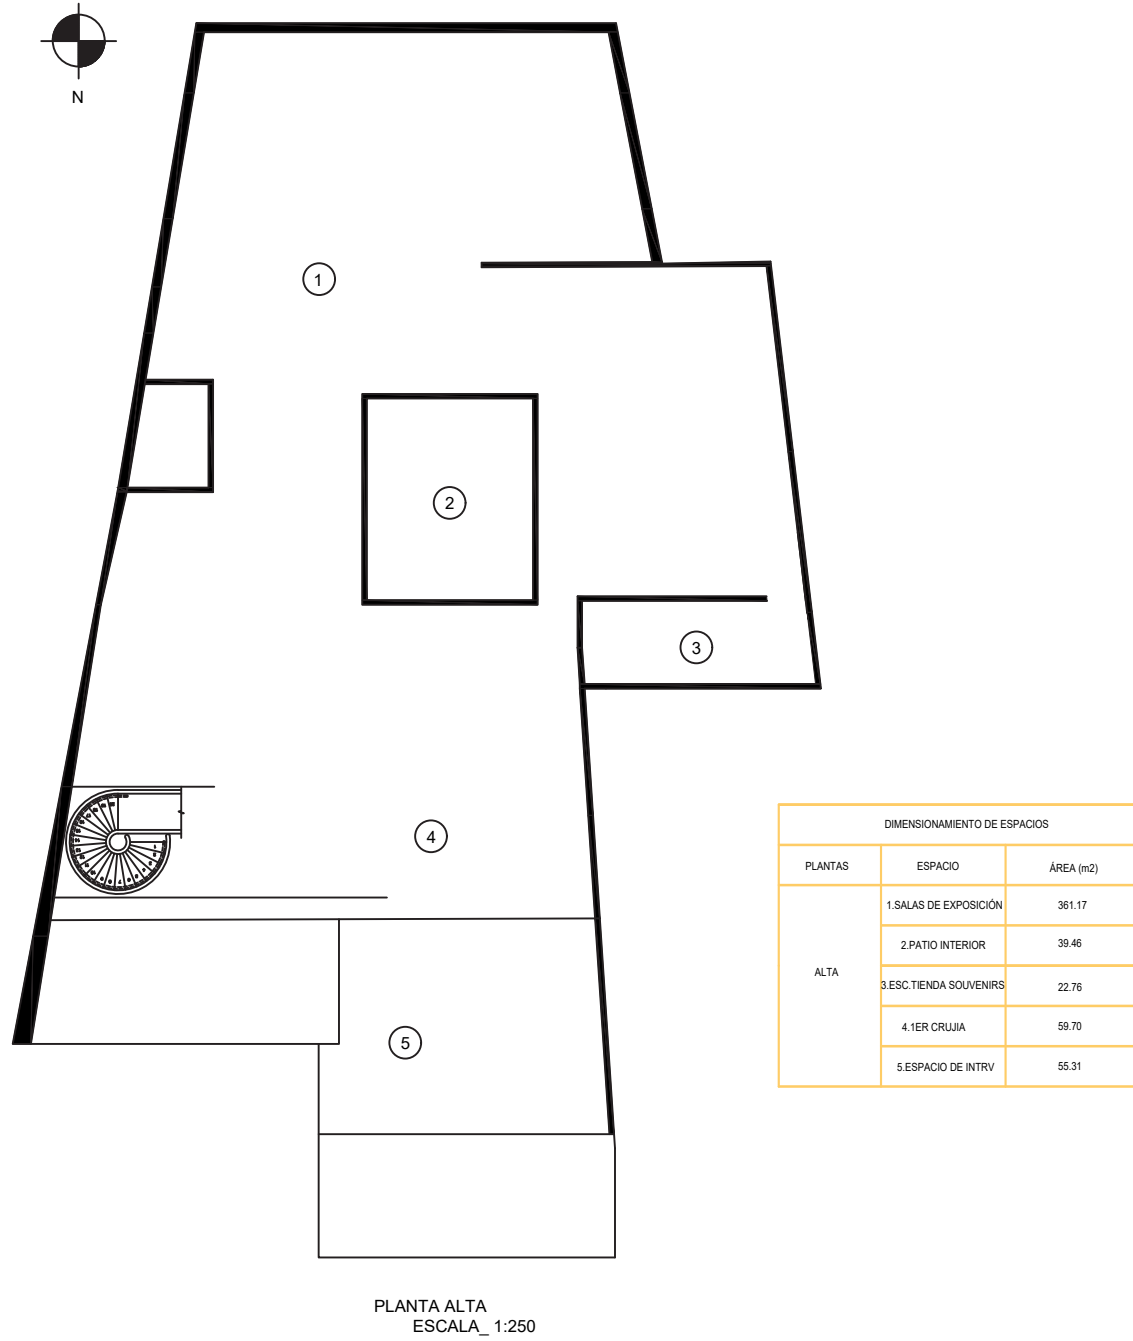 N
1
2
3
4
5
DIMENSIONAMIENTO DE ESPACIOS
PLANTAS ESPACIO ÁREA (m2)
ALTA
1.SALAS DE EXPOSICIÓN 361.17
2.PATIO INTERIOR 39.46
3.ESC.TIENDA SOUVENIRS 22.76
4.1ER CRUJIA 59.70
5.ESPACIO DE INTRV 55.31
PLANTA ALTA
ESCALA_ 1:250